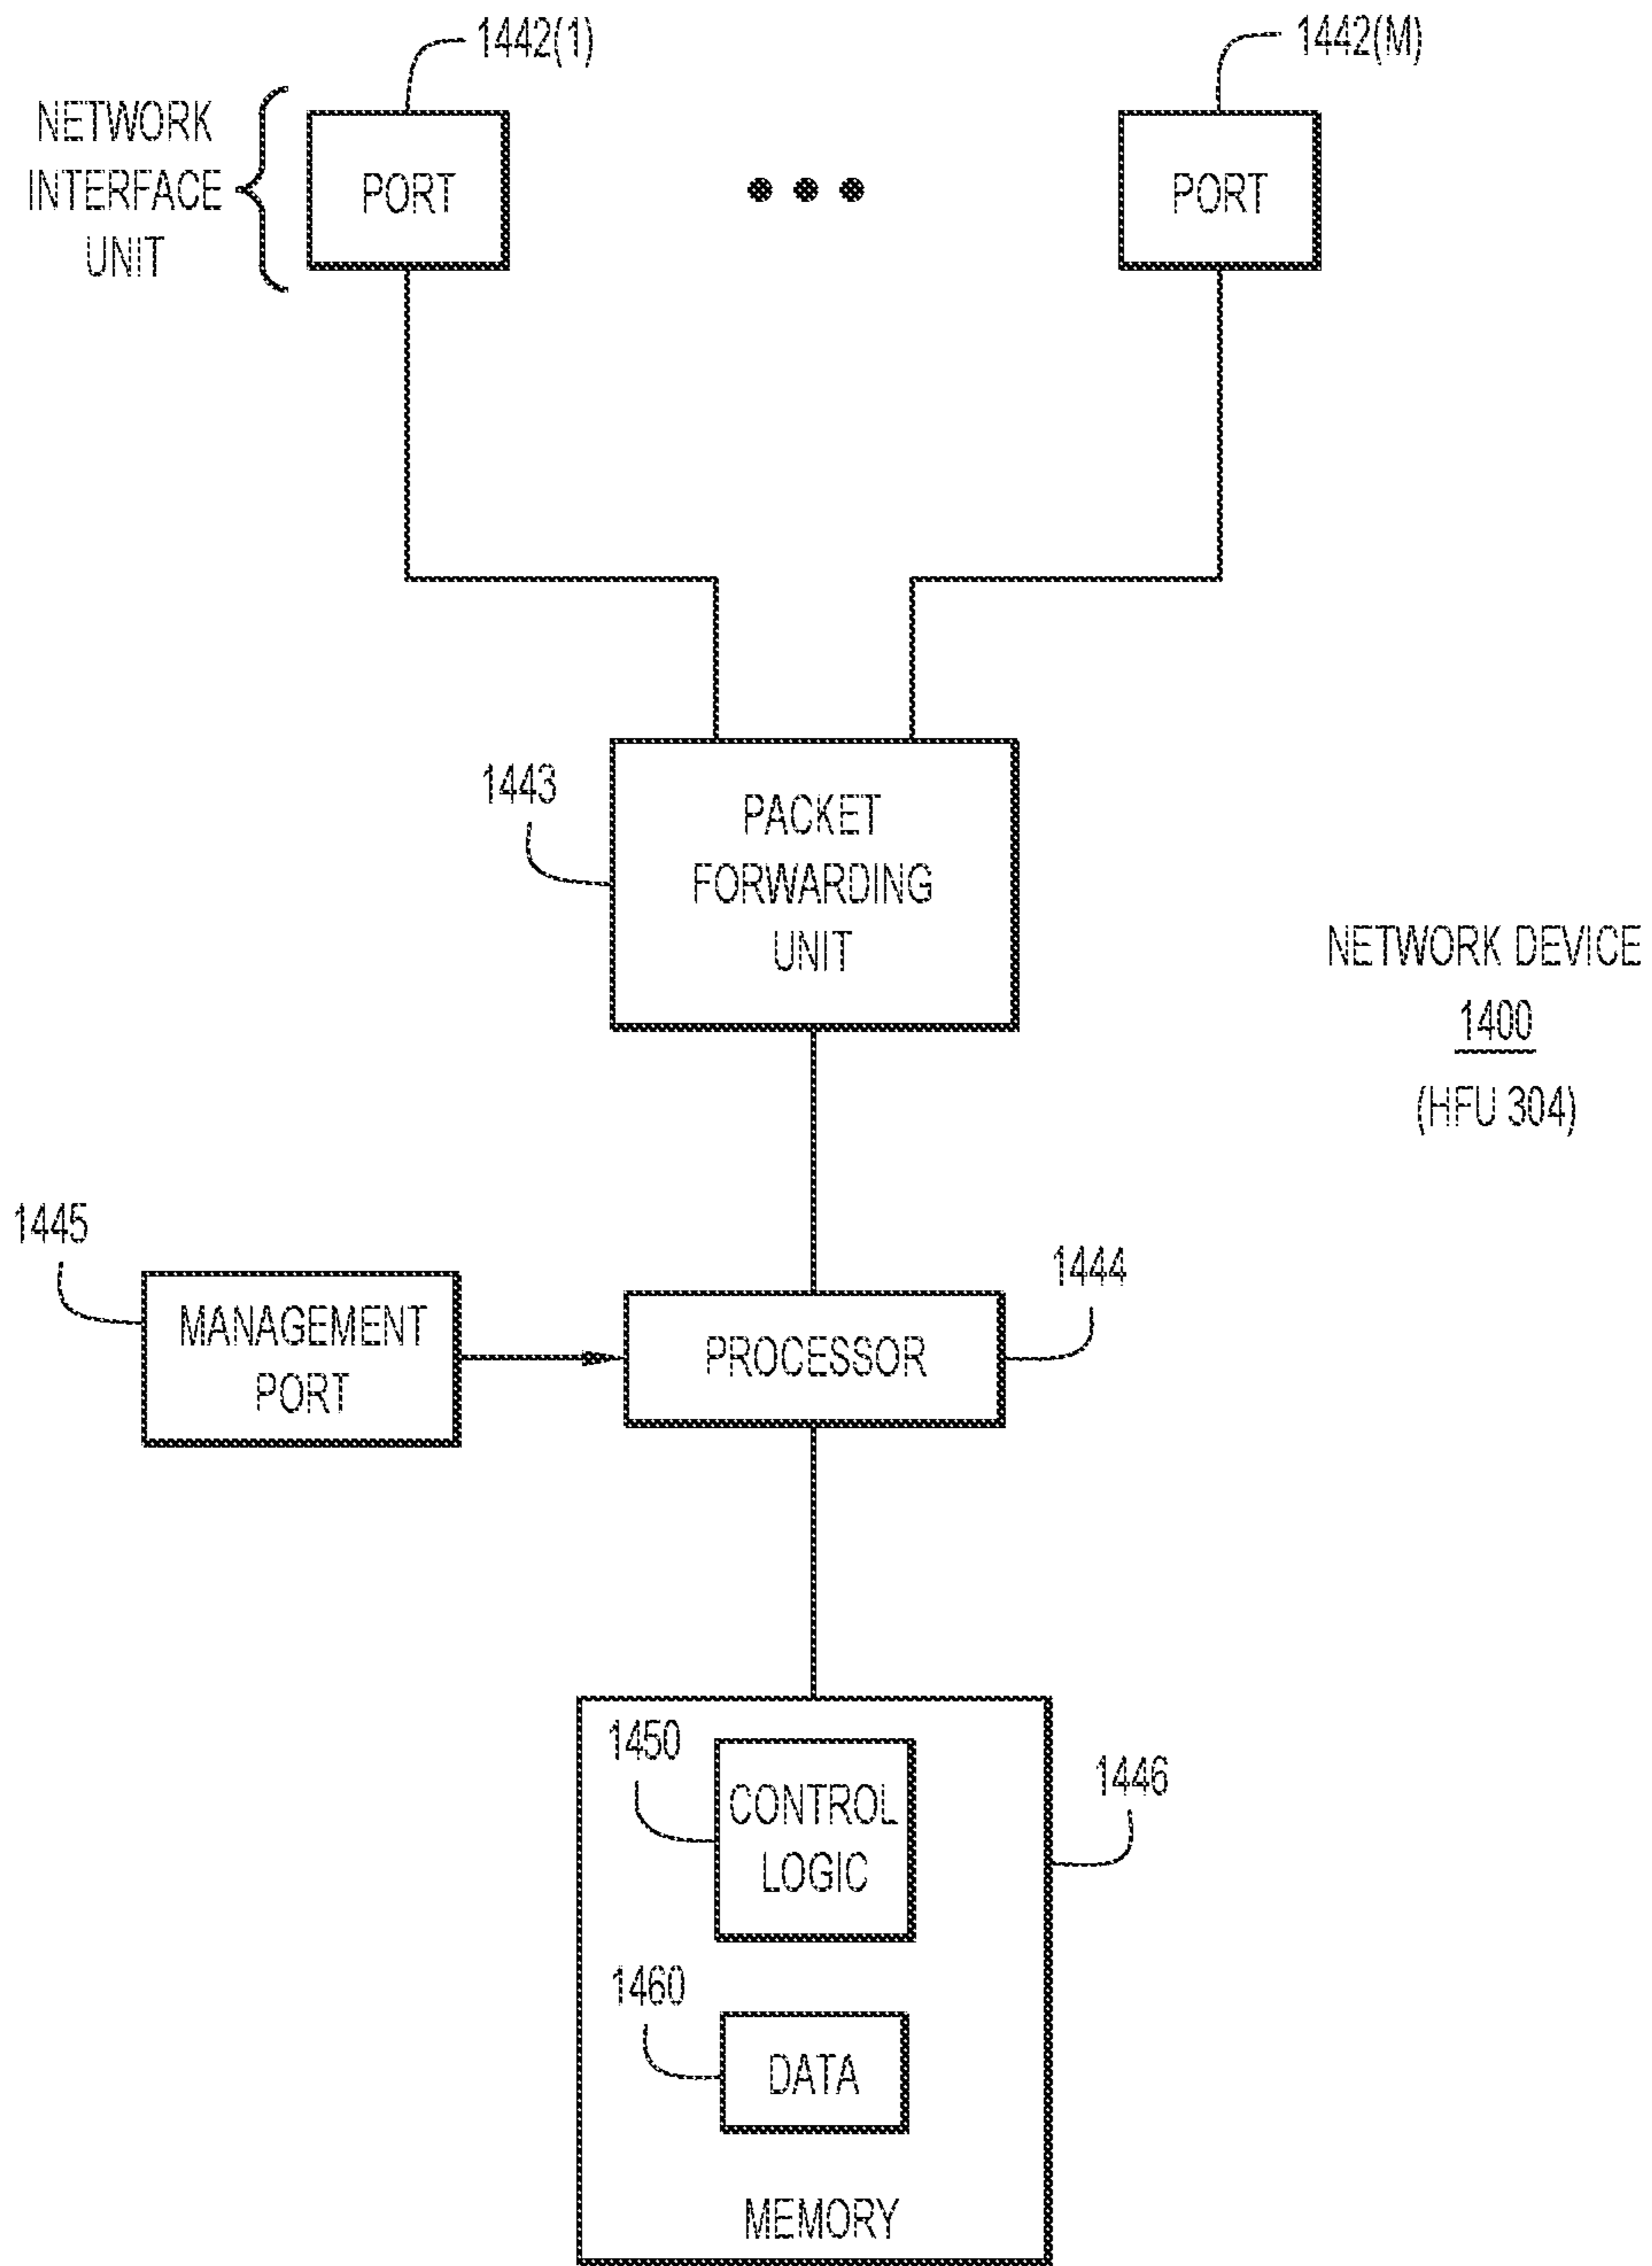 1442(1)
1442(M)
NETWORK
INTERFACE
UNIT
PORT
PORT
1443
PACKET
FORWARDING
UNIT
NETWORK DEVICE
1400
(HFU 304)
1445
MANAGEMENT
PORT
PROCESSOR
1444
1450
CONTROL
LOGIC
1446
1460
DATA
MEMORY